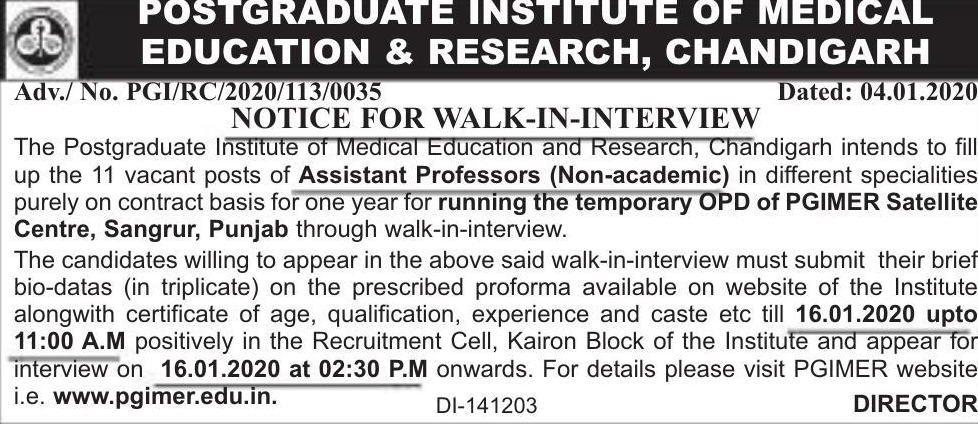 POSTGRADUATE INSTITUTE OF MEDICAL
EDUCATION & RESEARCH, CHANDIGARH
Adv./ No. PGI/RC/2020/113/0035 Dated: 04.01.2020
NOTICE FOR WALK-IN-INTERVIEW
The Postgraduate Institute of Medical Education and Research, Chandigarh intends to fill
up the 11 vacant posts of Assistant Professors (Non-academic) in different specialities
purely on contract basis for one year for running the temporary OPD of PGIMER Satellite
Centre, Sangrur, Punjab through walk-in-interview.
The candidates willing to appear in the above said walk-in-interview must submit their brief
bio-datas (in triplicate) on the prescribed proforma available on website of the Institute
alongwith certificate of age, qualification, experience and caste etc till 16.01.2020 upto
11:00 A.M positively in the Recruitment Cell, Kairon Block of the Institute and appear for
interview on 16.01.2020 at 02:30 P.M onwards. For details please visit PGIMER website
i.e. www.pgimer.edu.in.
DI-141203 DIRECTOR